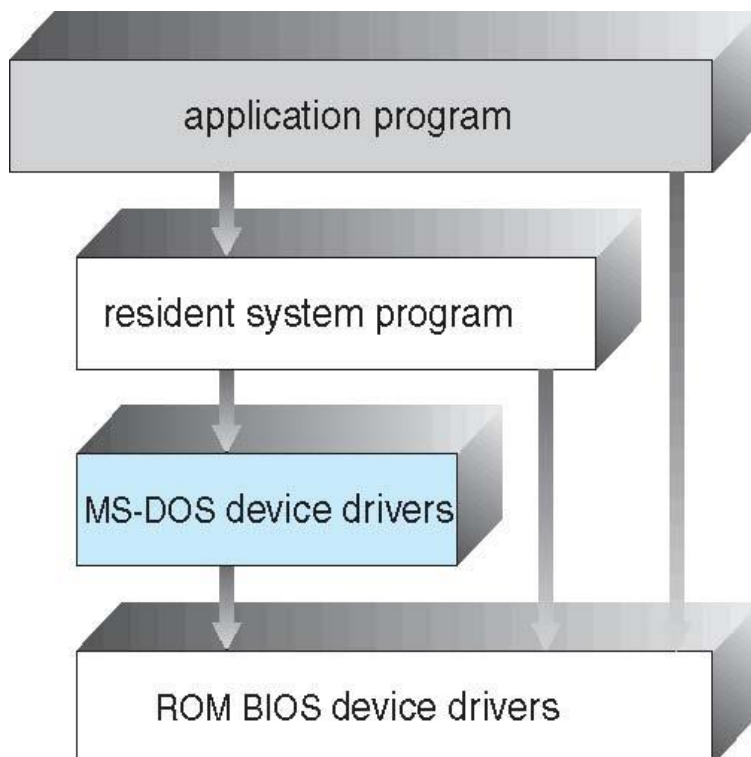 application program
resident system program
MS-DOS device drivers
ROM BIOS device drivers